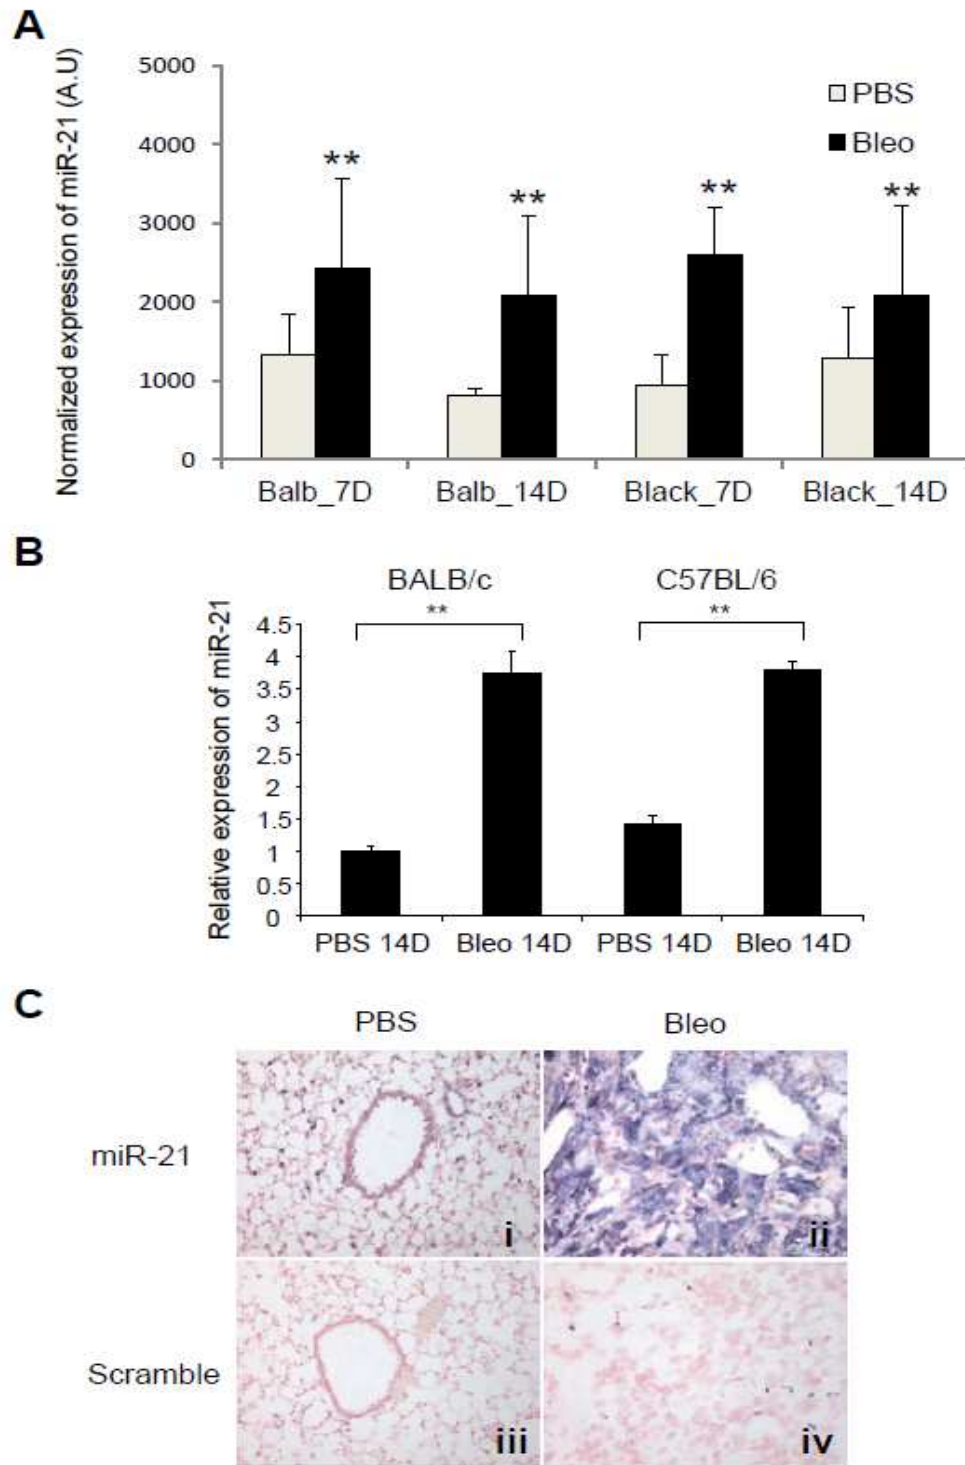 A
Normalized expression of miR-21 (A.U)
5000
4000
3000
2000
1000
0
PBS
Bleo
**
**
**
**
Balb_7D
Balb_14D
Black_7D
Black_14D
B
BALB/c
C57BL/6
**
**
Relative expression of miR-21
4.5
4
3.5
3
2.5
2
1.5
1
0.5
0
PBS 14D
Bleo 14D
PBS 14D
Bleo 14D
C
PBS
Bleo
miR-21
i
ii
Scramble
iii
iv